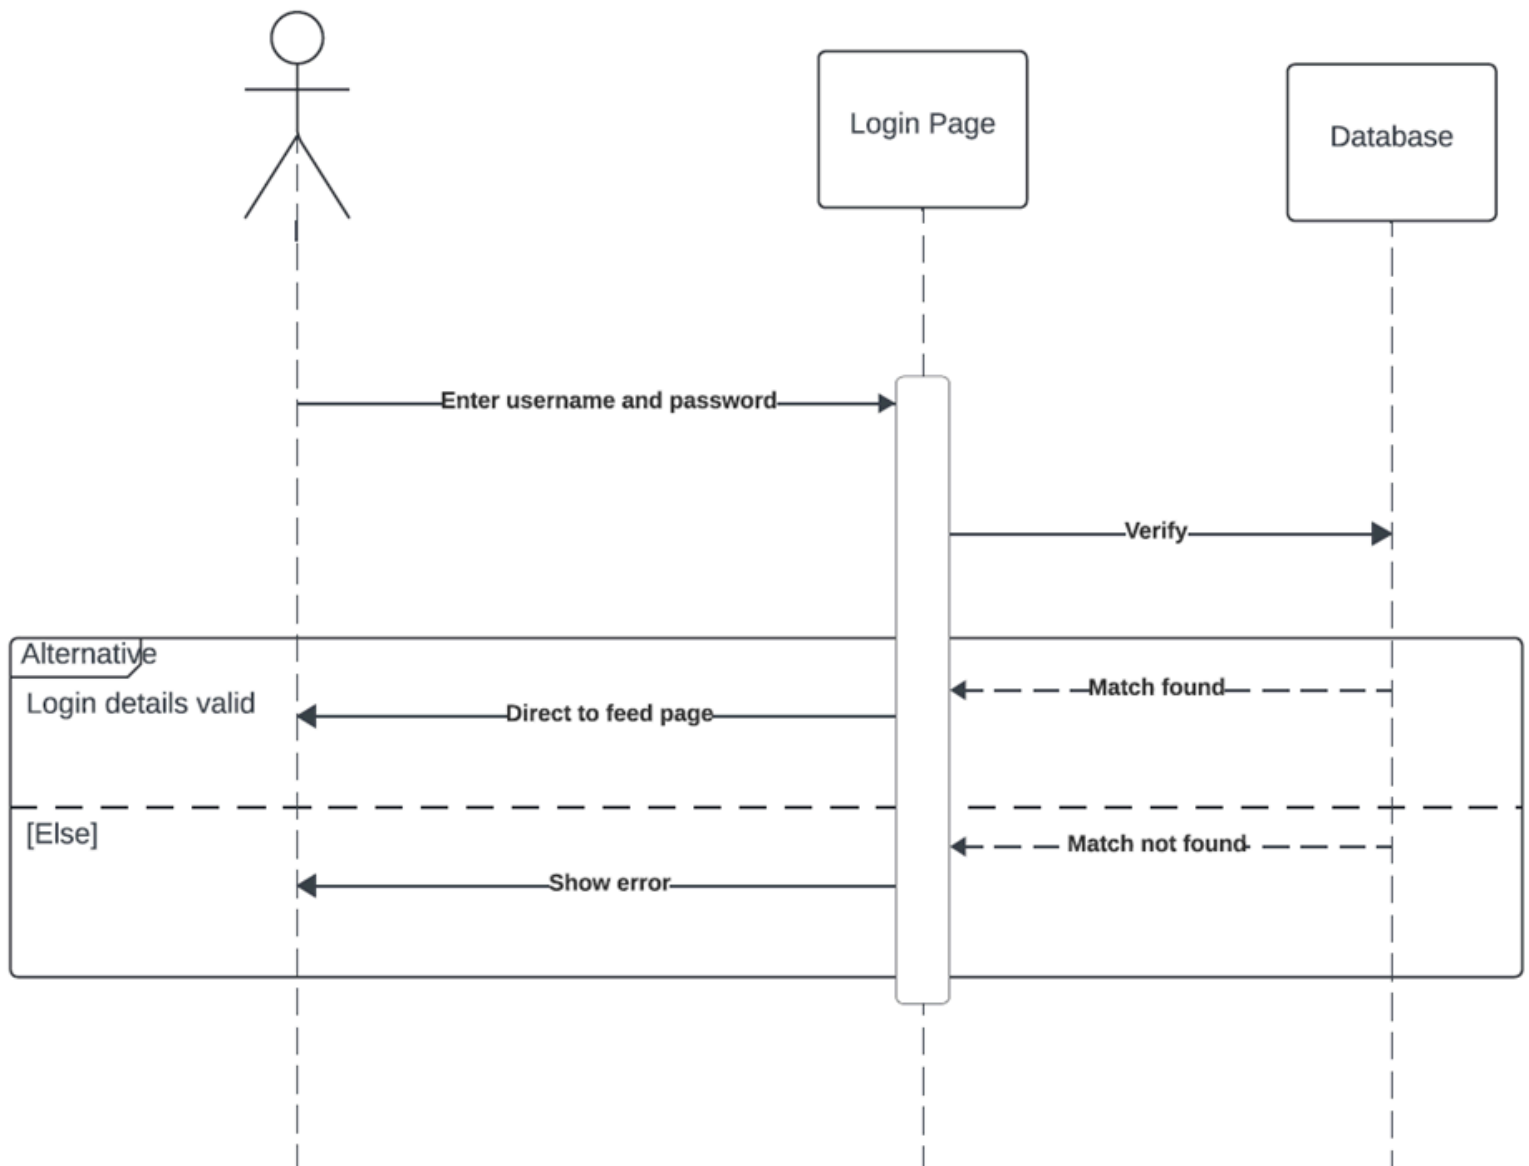 Login Page
Database
Enter username and password
Verify
Alternative
Login details valid
Match found
Direct to feed page
[Else]
Match not found
Show error